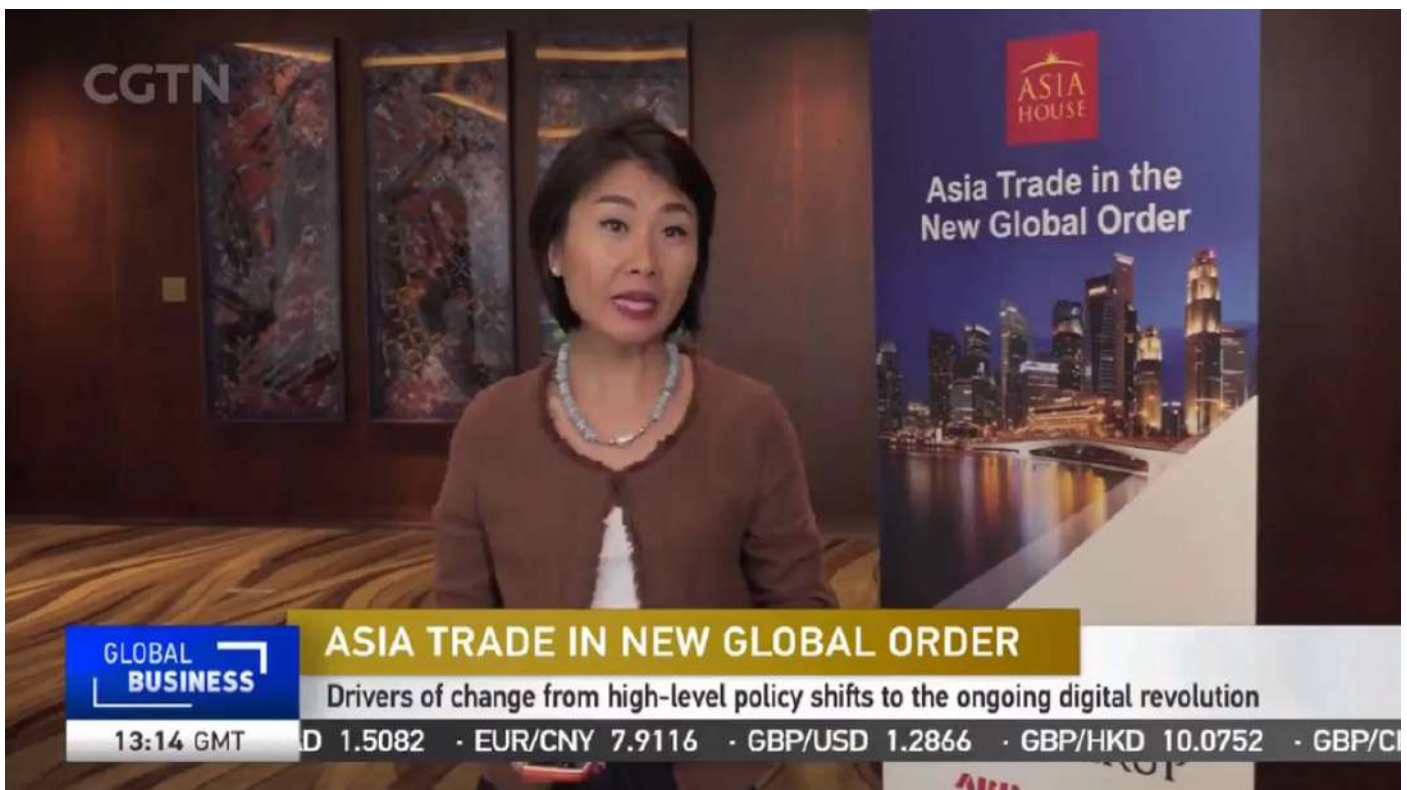 CGTN
ASIA
HOUSE
Asia Trade in the
New Global Order
GLOBAL
BUSINESS
ASIA TRADE IN NEW GLOBAL ORDER
Drivers of change from high-level policy shifts to the ongoing digital revolution
13:14 GMT
D 1.5082 · EUR/CNY 7.9116 · GBP/USD 1.2866 · GBP/HKD 10.0752 · GBP/